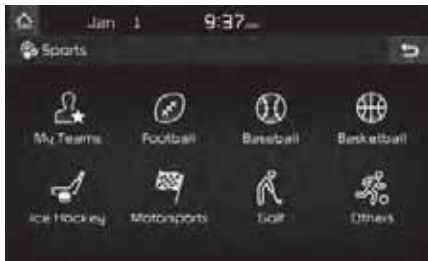 Jan 1 9:37
Sports
My Teams Football Baseball Basketball
Ice Hockey Motorsports Golf Others